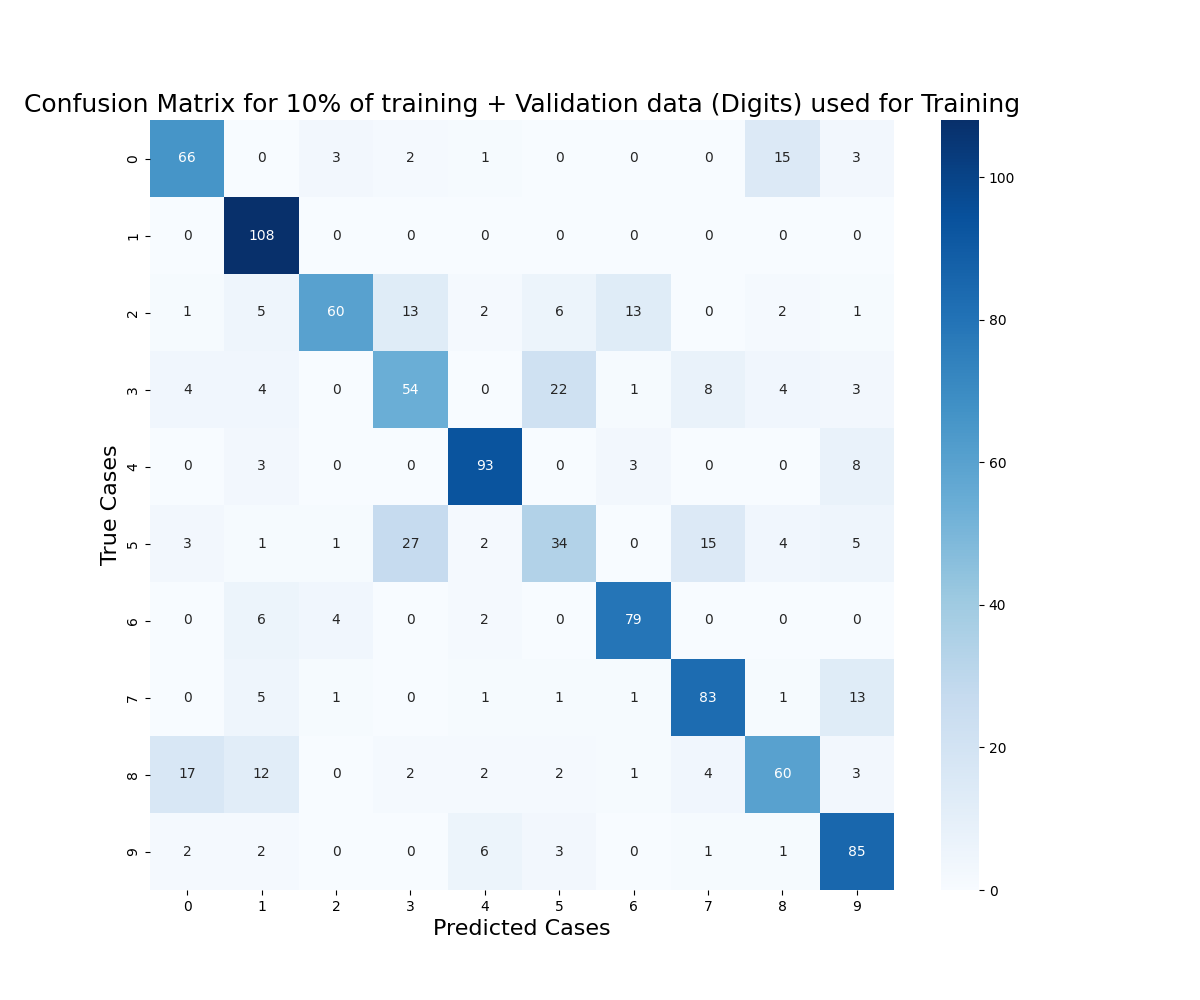 Confusion Matrix for 10% of training + Validation data (Digits) used for Training
0 66 0 3 2 1 0 0 0 15 3
1 0 108 0 0 0 0 0 0 0 0
2 1 5 60 13 2 6 13 0 2 1
3 4 4 0 54 0 22 1 8 4 3
4 0 3 0 0 93 0 3 0 0 8
5 3 1 1 27 2 34 0 15 4 5
6 0 6 4 0 2 0 79 0 0 0
7 0 5 1 0 1 1 1 83 1 13
8 17 12 0 2 2 2 1 4 60 3
9 2 2 0 0 6 3 0 1 1 85
0 1 2 3 4 5 6 7 8 9
True Cases
Predicted Cases
100
80
60
40
20
0